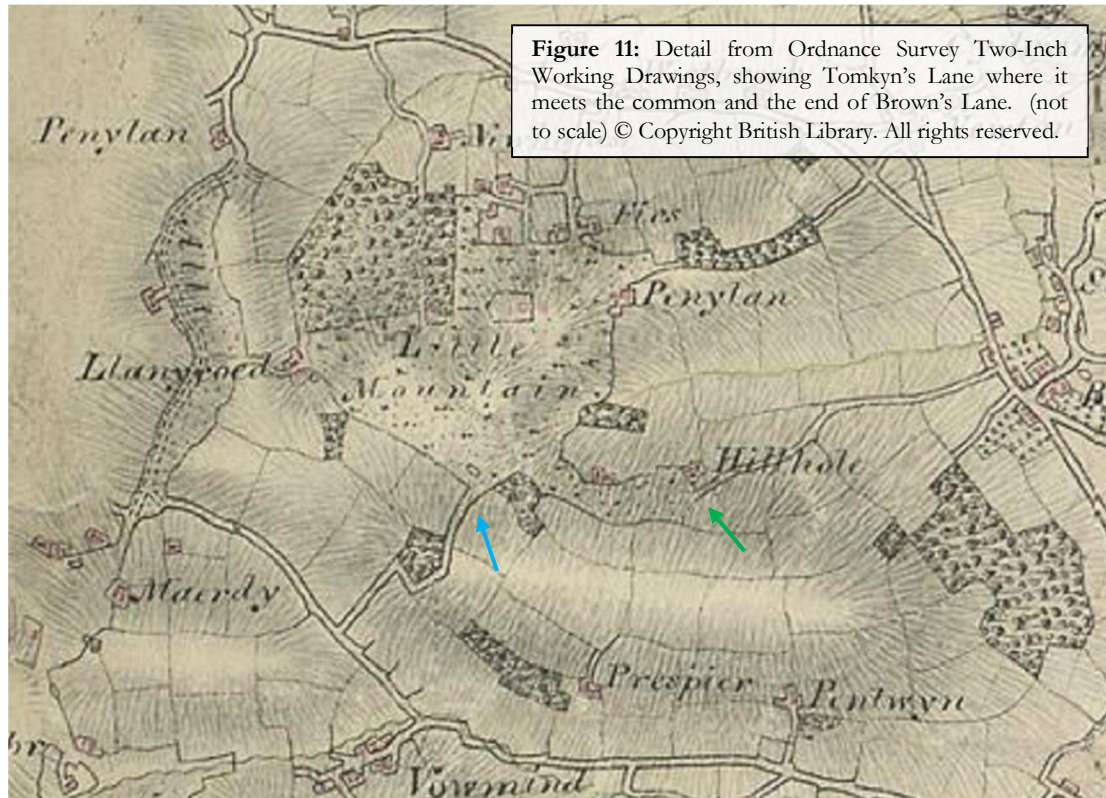 Figure 11: Detail from Ordnance Survey Two-Inch
Working Drawings, showing Tomkyn's Lane where it
meets the common and the end of Brown's Lane. (not
to scale) © Copyright British Library. All rights reserved.
Penylan
Firs
Penylan
Little
Llanyroed
Mountain
Hillhole
Maerdy
Prespier
Pentwyn
Vowmind